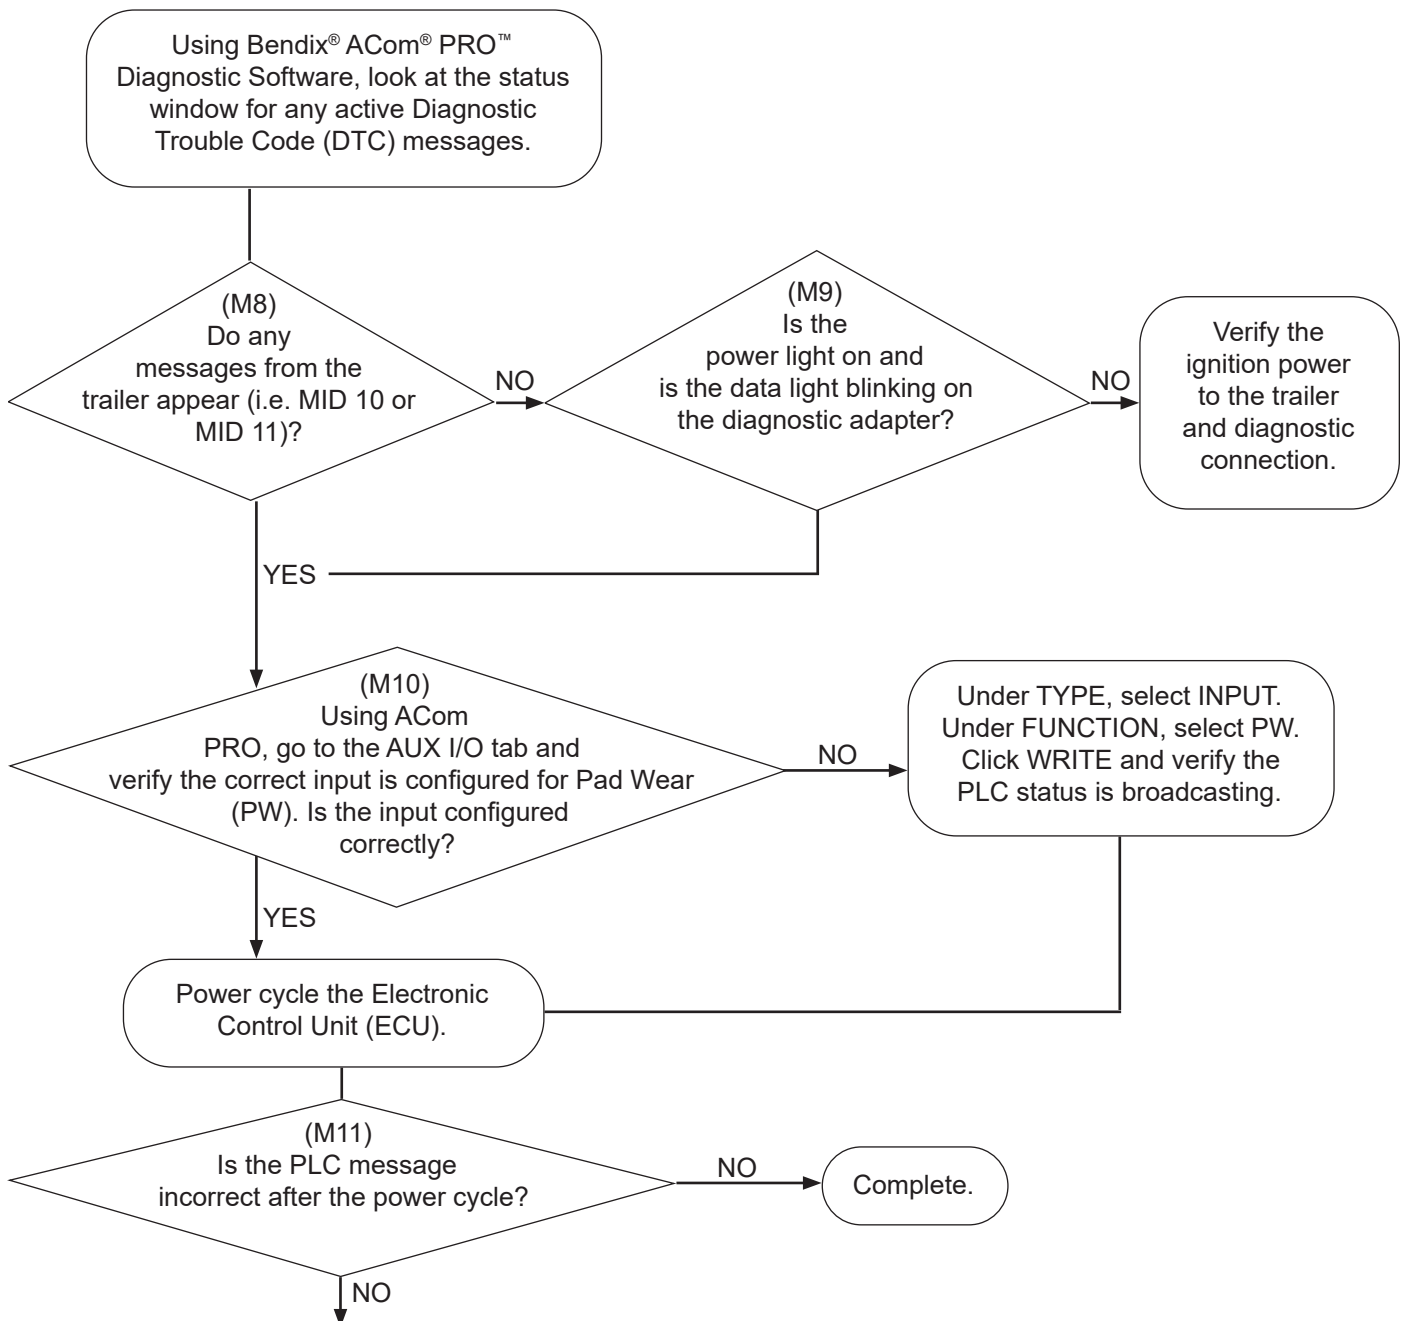 Using Bendix® ACom® PRO™
Diagnostic Software, look at the status
window for any active Diagnostic
Trouble Code (DTC) messages.
(M8)
Do any
messages from the
trailer appear (i.e. MID 10 or
MID 11)?
NO
(M9)
Is the
power light on and
is the data light blinking on
the diagnostic adapter?
NO
Verify the
ignition power
to the trailer
and diagnostic
connection.
YES
(M10)
Using ACom
PRO, go to the AUX I/O tab and
verify the correct input is configured for Pad Wear
(PW). Is the input configured
correctly?
NO
Under TYPE, select INPUT.
Under FUNCTION, select PW.
Click WRITE and verify the
PLC status is broadcasting.
YES
Power cycle the Electronic
Control Unit (ECU).
(M11)
Is the PLC message
incorrect after the power cycle?
NO
Complete.
NO